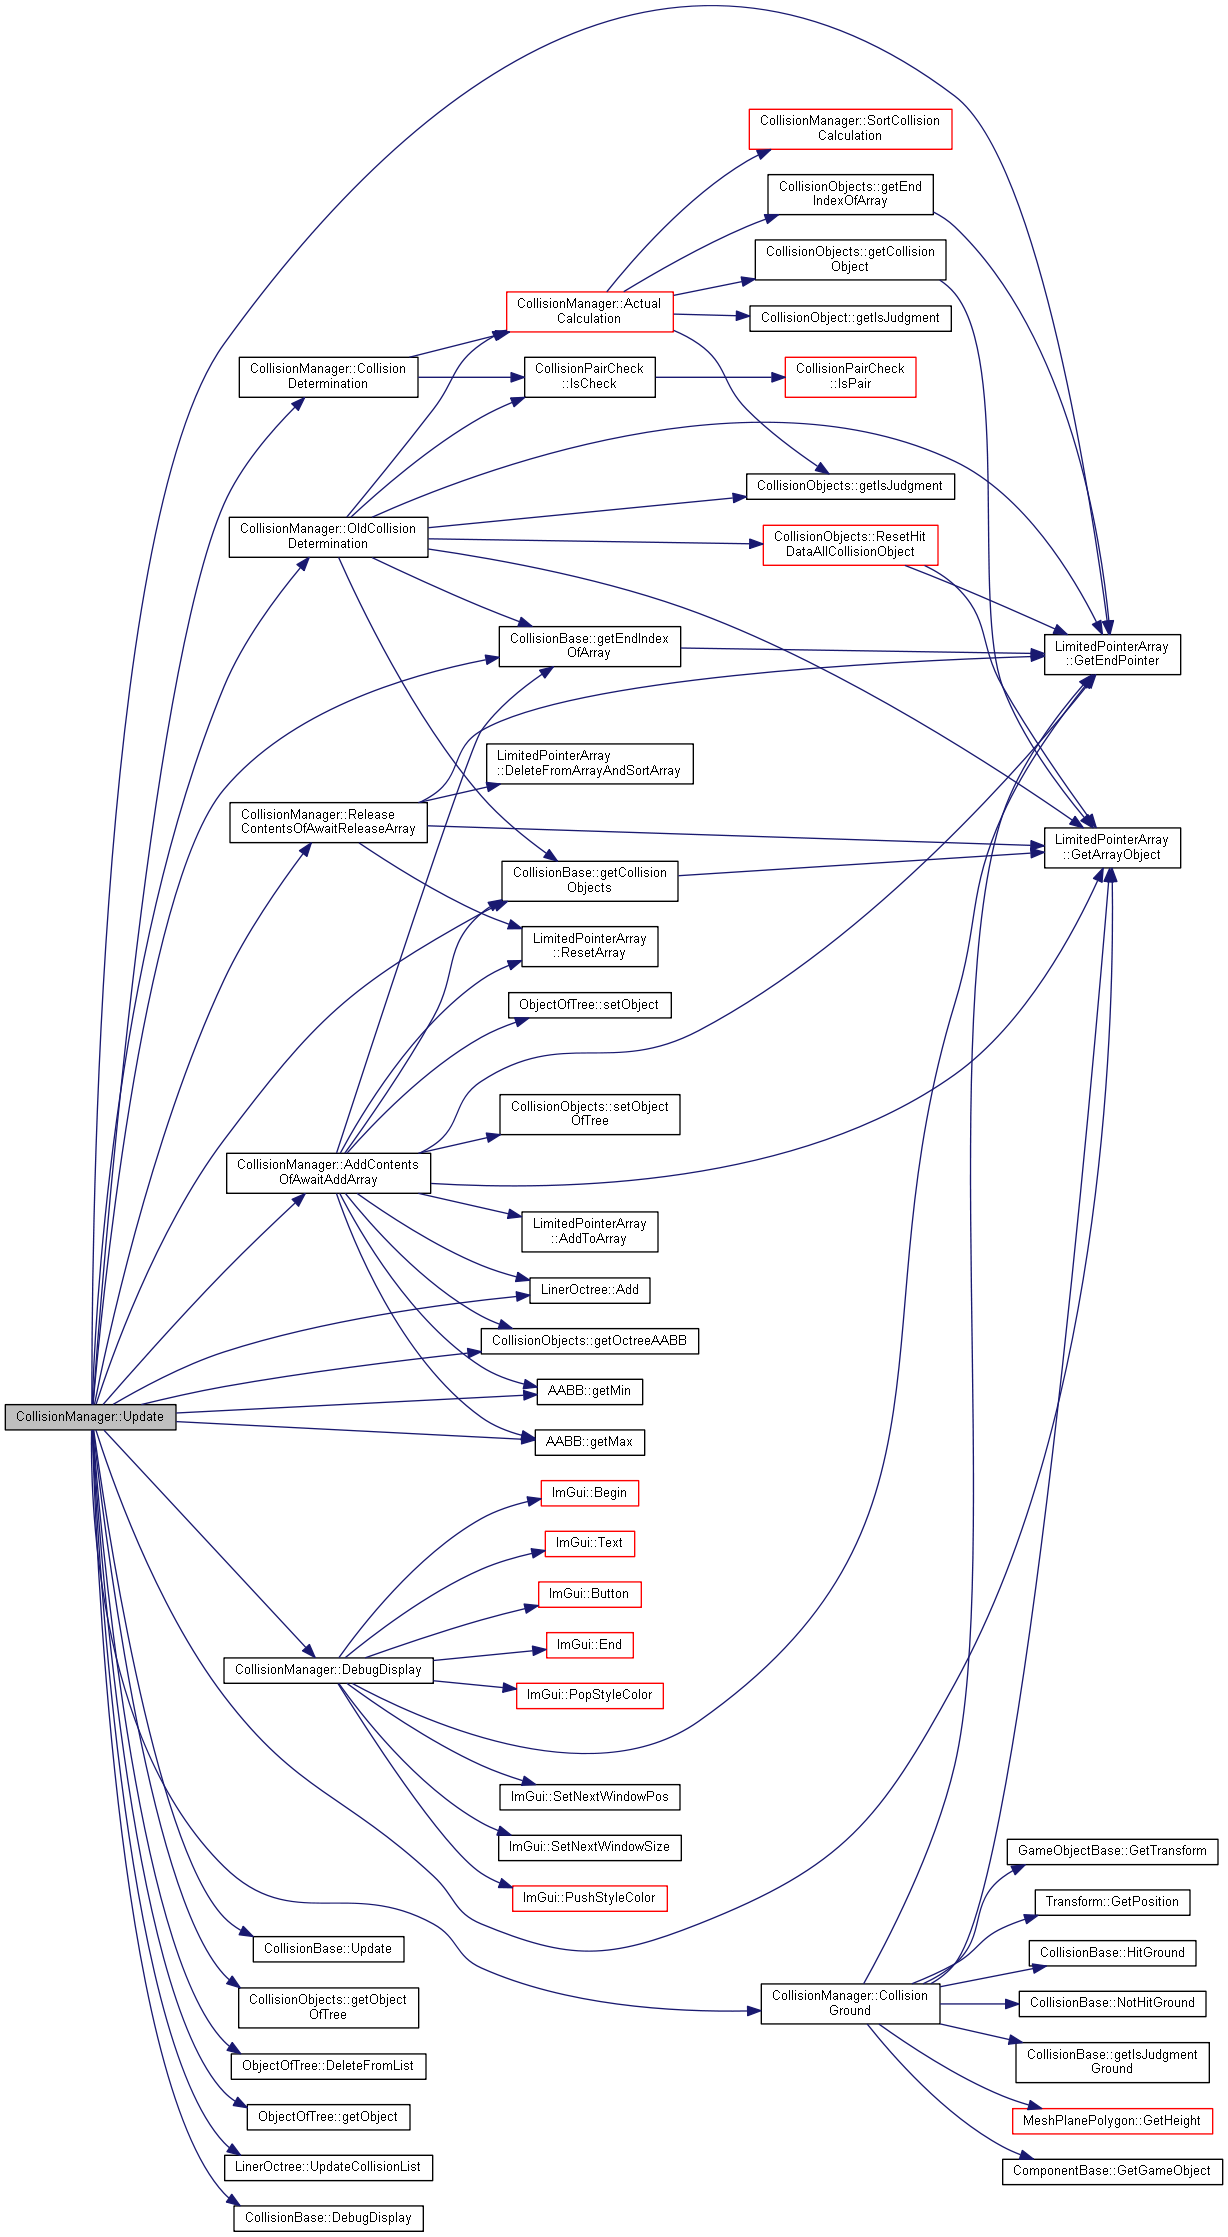 CollisionManager::SortCollision
Calculation
CollisionObjects::getEnd
IndexOfArray
CollisionObjects::getCollision
Object
CollisionManager::Actual
Calculation
CollisionObject::getIsJudgment
CollisionManager::Collision
Determination
CollisionPairCheck
::IsCheck
CollisionPairCheck
::IsPair
CollisionObjects::getIsJudgment
CollisionManager::OldCollision
Determination
CollisionObjects::ResetHit
DataAllCollisionObject
CollisionBase::getEndIndex
OfArray
LimitedPointerArray
::GetEndPointer
LimitedPointerArray
::DeleteFromArrayAndSortArray
CollisionManager::Release
ContentsOfAwaitReleaseArray
LimitedPointerArray
::GetArrayObject
CollisionBase::getCollision
Objects
LimitedPointerArray
::ResetArray
ObjectOfTree::setObject
CollisionObjects::setObject
OfTree
CollisionManager::AddContents
OfAwaitAddArray
LimitedPointerArray
::AddToArray
LinerOctree::Add
CollisionObjects::getOctreeAABB
AABB::getMin
CollisionManager::Update
AABB::getMax
ImGui::Begin
ImGui::Text
ImGui::Button
ImGui::End
CollisionManager::DebugDisplay
ImGui::PopStyleColor
ImGui::SetNextWindowPos
ImGui::SetNextWindowSize
GameObjectBase::GetTransform
ImGui::PushStyleColor
Transform::GetPosition
CollisionBase::Update
CollisionBase::HitGround
CollisionObjects::getObject
OfTree
CollisionManager::Collision
Ground
CollisionBase::NotHitGround
ObjectOfTree::DeleteFromList
CollisionBase::getIsJudgment
Ground
ObjectOfTree::getObject
MeshPlanePolygon::GetHeight
LinerOctree::UpdateCollisionList
ComponentBase::GetGameObject
CollisionBase::DebugDisplay